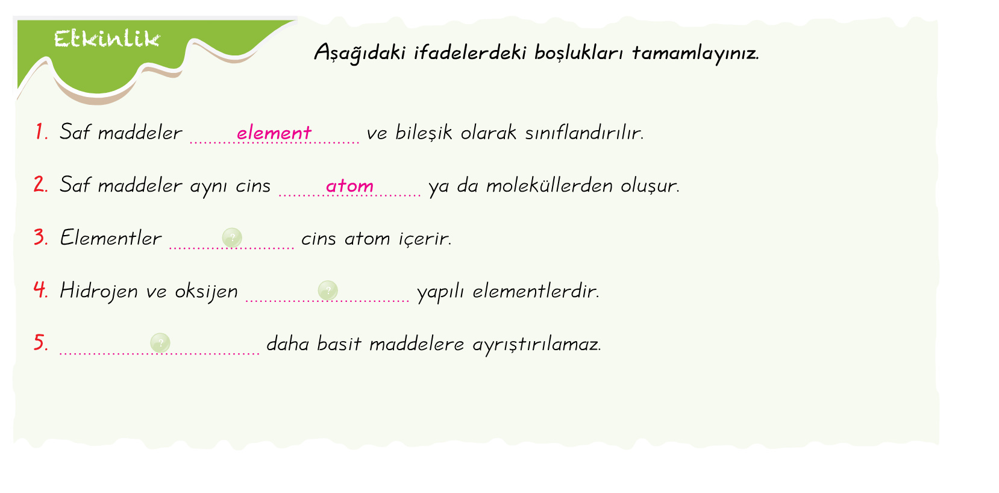 Etkinlik
Aşağıdaki ifadelerdeki boşlukları tamamlayınız.
1. Saf maddeler element ve bileşik olarak sınıflandırılır.
2. Saf maddeler aynı cins atom ya da moleküllerden oluşur.
3. Elementler ? cins atom içerir.
4. Hidrojen ve oksijen ? yapılı elementlerdir.
5. ? daha basit maddelere ayrıştırılamaz.